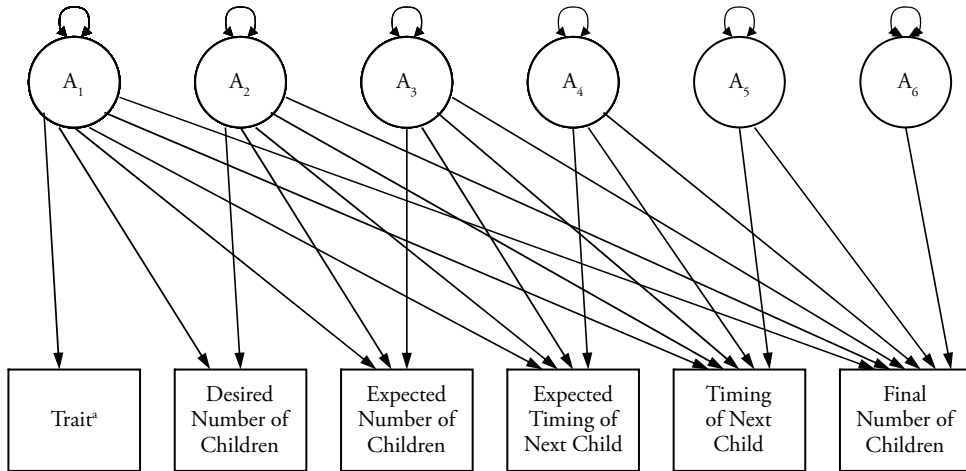 A₁ A₂ A₃ A₄ A₅ A₆
Traitᵃ
Desired
Number of
Children
Expected
Number of
Children
Expected
Timing of
Next Child
Timing
of Next
Child
Final
Number of
Children